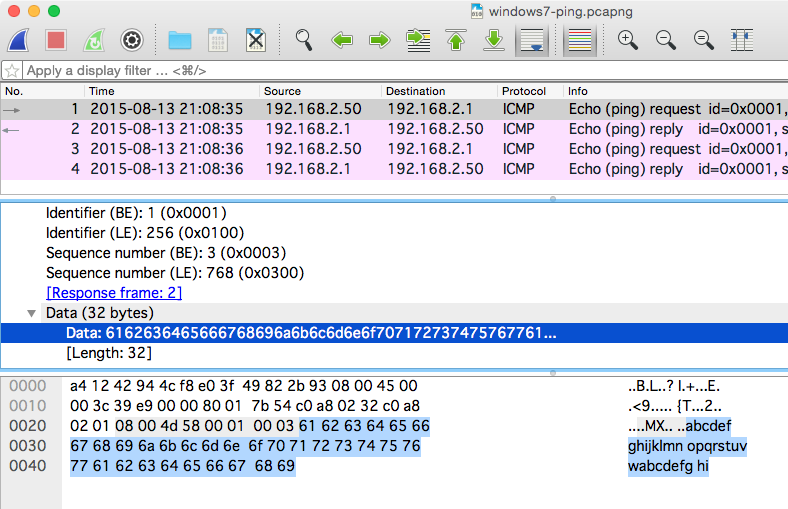 windows7-ping.pcapng
Apply a display filter ... <⌘/>
No. Time Source Destination Protocol Info
1 2015-08-13 21:08:35 192.168.2.50 192.168.2.1 ICMP Echo (ping) request id=0x0001,
2 2015-08-13 21:08:35 192.168.2.1 192.168.2.50 ICMP Echo (ping) reply id=0x0001, s
3 2015-08-13 21:08:36 192.168.2.50 192.168.2.1 ICMP Echo (ping) request id=0x0001,
4 2015-08-13 21:08:36 192.168.2.1 192.168.2.50 ICMP Echo (ping) reply id=0x0001, s
Identifier (BE): 1 (0x0001)
Identifier (LE): 256 (0x0100)
Sequence number (BE): 3 (0x0003)
Sequence number (LE): 768 (0x0300)
[Response frame: 2]
Data (32 bytes)
Data: 6162636465666768696a6b6c6d6e6f707172737475767761...
[Length: 32]
0000 a4 12 42 94 4c f8 e0 3f 49 82 2b 93 08 00 45 00 ..B.L..? I.+...E.
0010 00 3c 39 e9 00 00 80 01 7b 54 c0 a8 02 32 c0 a8 .<9..... {T...2..
0020 02 01 08 00 4d 58 00 01 00 03 61 62 63 64 65 66 ....MX.. ..abcdef
0030 67 68 69 6a 6b 6c 6d 6e 6f 70 71 72 73 74 75 76 ghijklmn opqrstuv
0040 77 61 62 63 64 65 66 67 68 69 wabcdefg hi